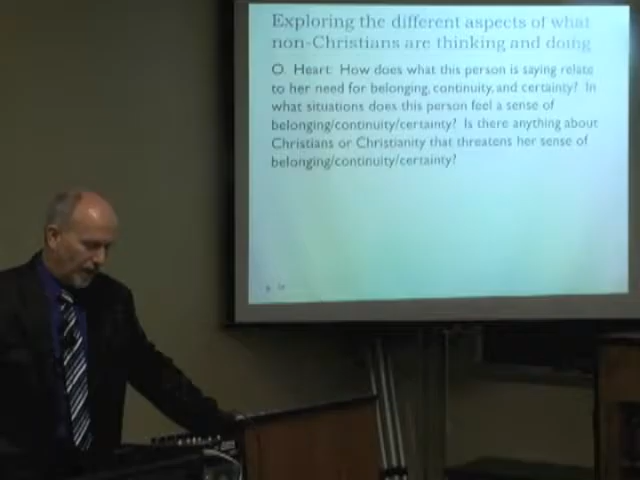 Exploring the different aspects of what
non-Christians are thinking and doing
O. Heart: How does what this person is saying relate
to her need for belonging, continuity, and certainty? In
what situations does this person feel a sense of
belonging/continuity/certainty? Is there anything about
Christians or Christianity that threatens her sense of
belonging/continuity/certainty?